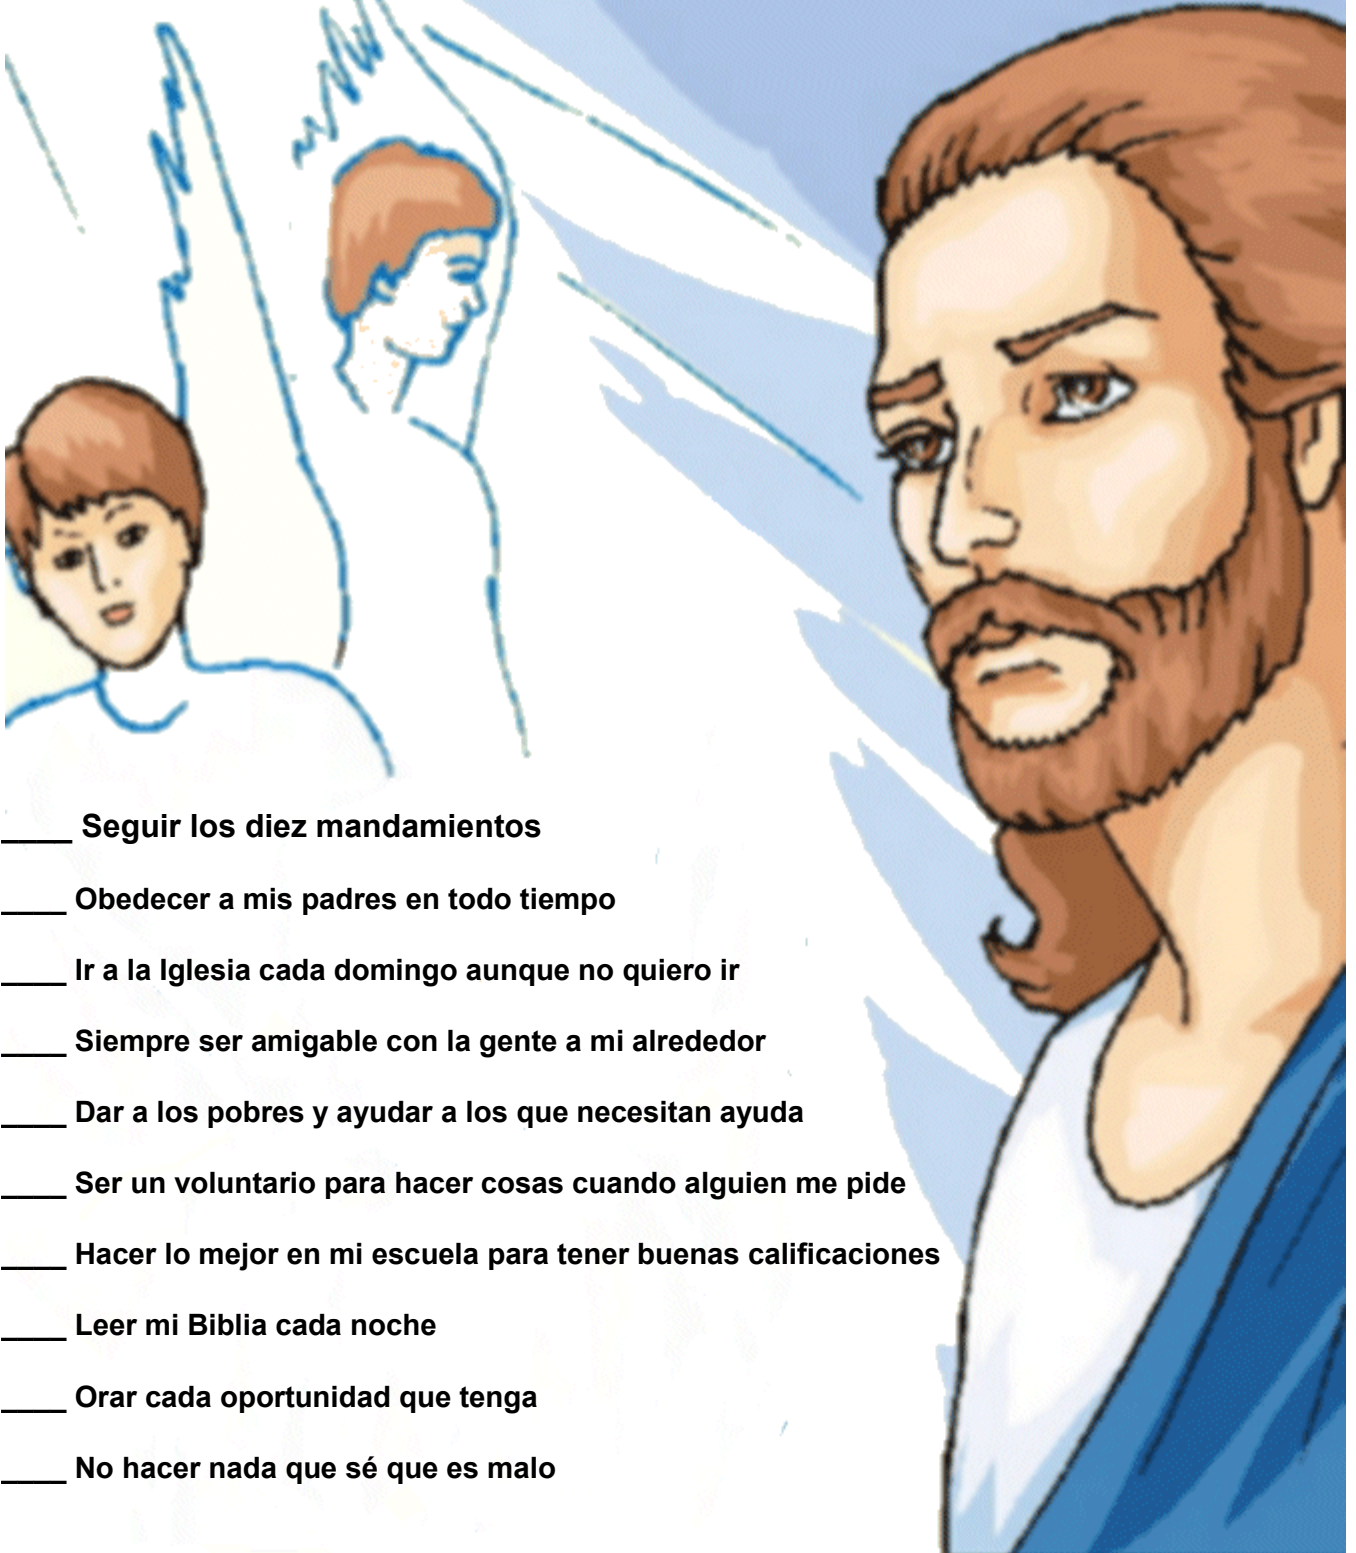 ____ Seguir los diez mandamientos
____ Obedecer a mis padres en todo tiempo
____ Ir a la Iglesia cada domingo aunque no quiero ir
____ Siempre ser amigable con la gente a mi alrededor
____ Dar a los pobres y ayudar a los que necesitan ayuda
____ Ser un voluntario para hacer cosas cuando alguien me pide
____ Hacer lo mejor en mi escuela para tener buenas calificaciones
____ Leer mi Biblia cada noche
____ Orar cada oportunidad que tenga
____ No hacer nada que sé que es malo